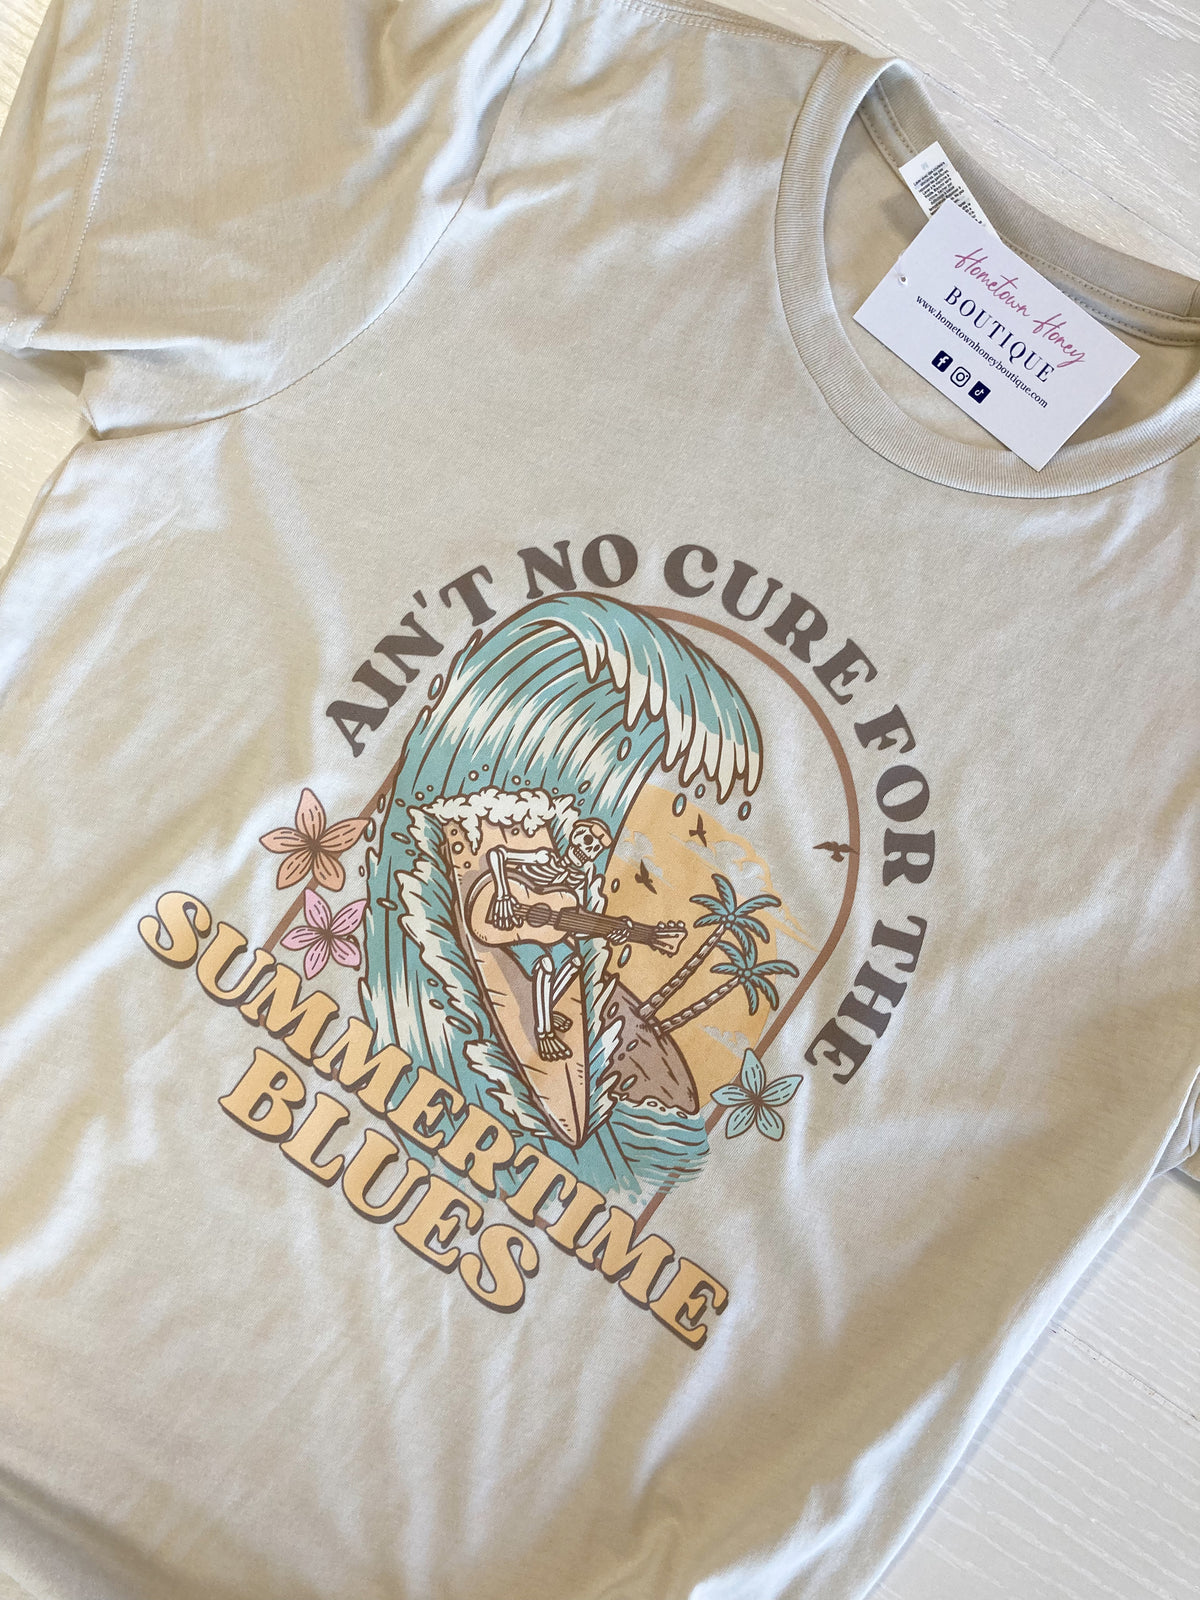 Hometown Honey
BOUTIQUE
www.hometownhoneyboutique.com
AIN'T NO CURE FOR THE
SUMMERTIME
BLUES